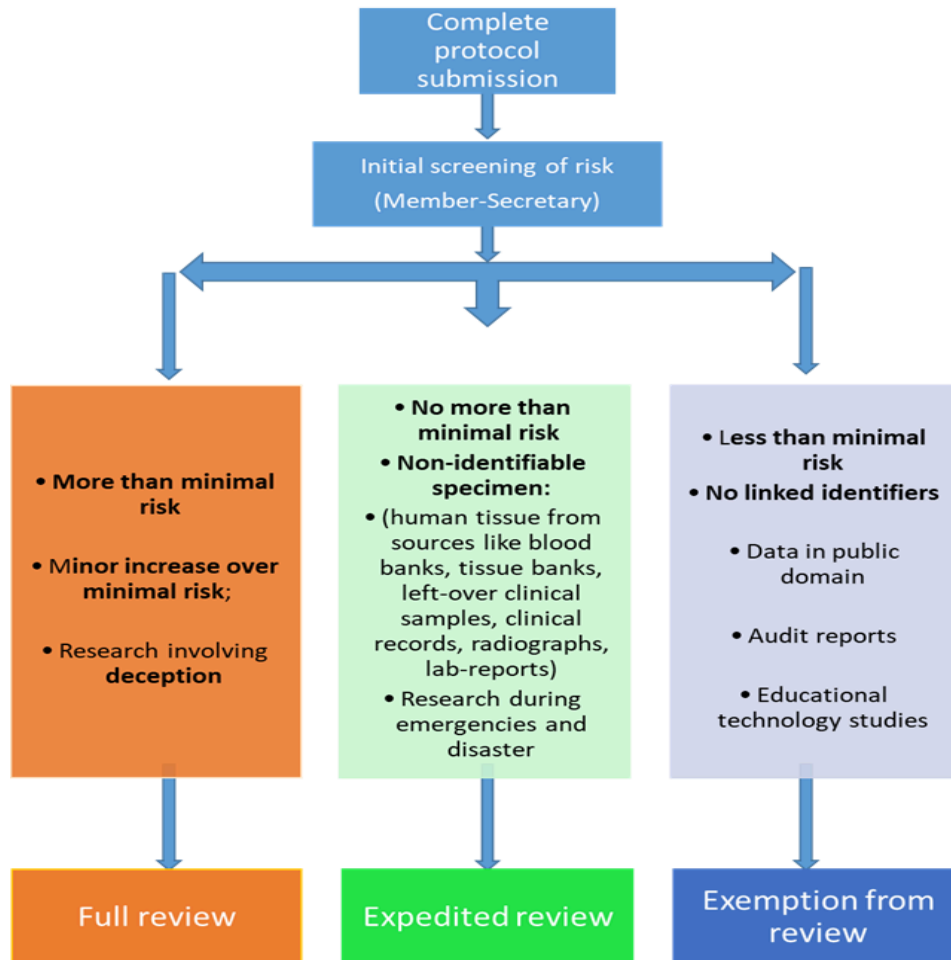 Complete
protocol
submission
Initial screening of risk
(Member-Secretary)
• More than minimal
risk
• Minor increase over
minimal risk;
• Research involving
deception
• No more than
minimal risk
• Non-identifiable
specimen:
• (human tissue from
sources like blood
banks, tissue banks,
left-over clinical
samples, clinical
records, radiographs,
lab-reports)
• Research during
emergencies and
disaster
• Less than minimal
risk
• No linked identifiers
• Data in public
domain
• Audit reports
• Educational
technology studies
Full review
Expedited review
Exemption from
review